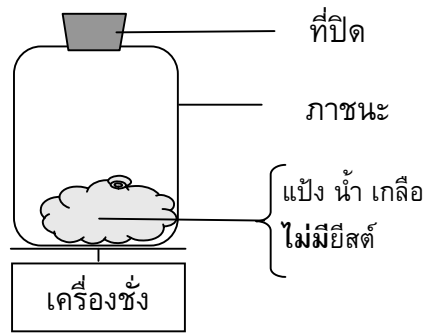 ที่ปิด
ภาชนะ
แป้ง น้ำ เกลือ
ไม่มียีสต์
เครื่องชั่ง